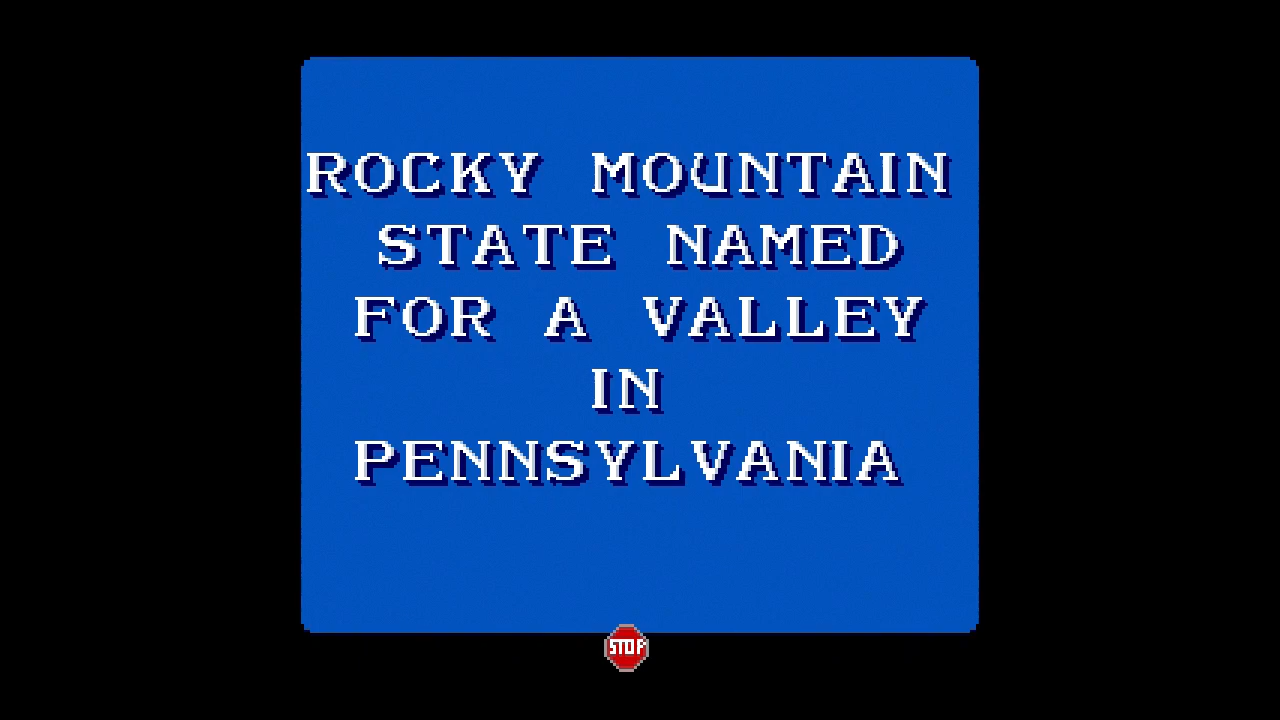 ROCKY MOUNTAIN
STATE NAMED
FOR A VALLEY
IN
PENNSYLVANIA
STOP